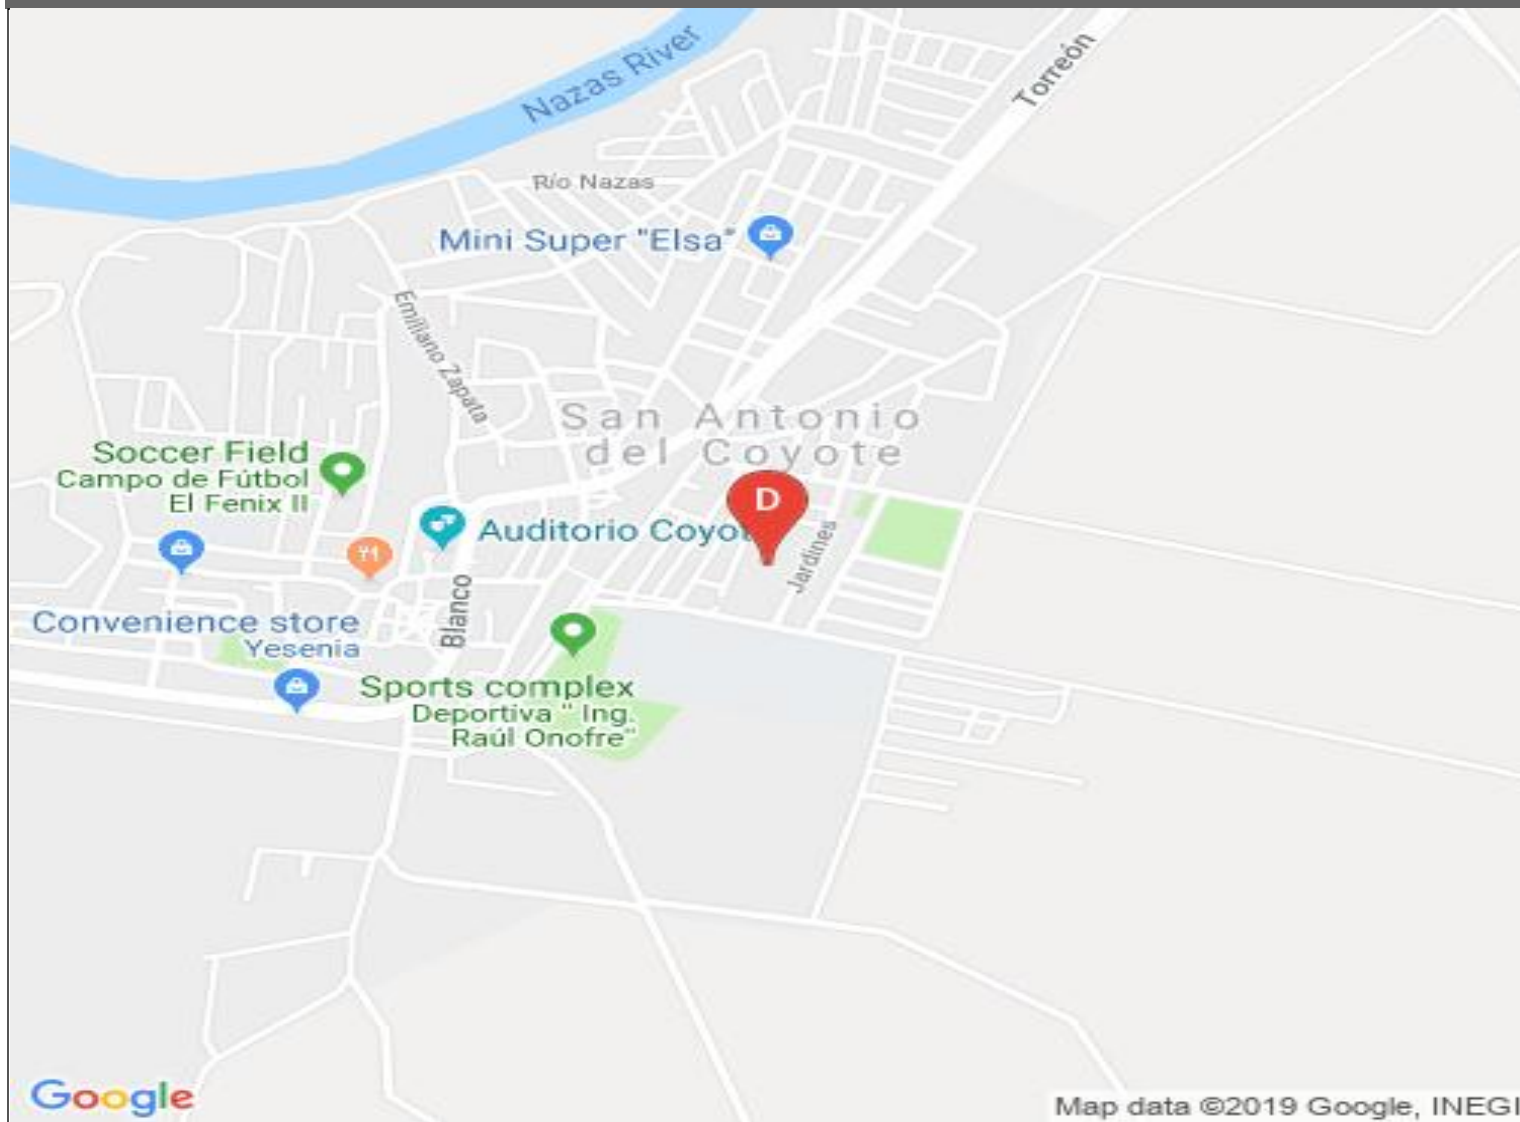 Nazas River
Torreón
Río Nazas
Mini Super "Elsa"
Emiliano Zapata
San Antonio
del Coyote
Soccer Field
Campo de Fútbol
El Fenix II
D
Auditorio Coyot
Jardines
Blanco
Convenience store
Yesenia
Sports complex
Deportiva " Ing.
Raúl Onofre"
Google
Map data ©2019 Google, INEGI